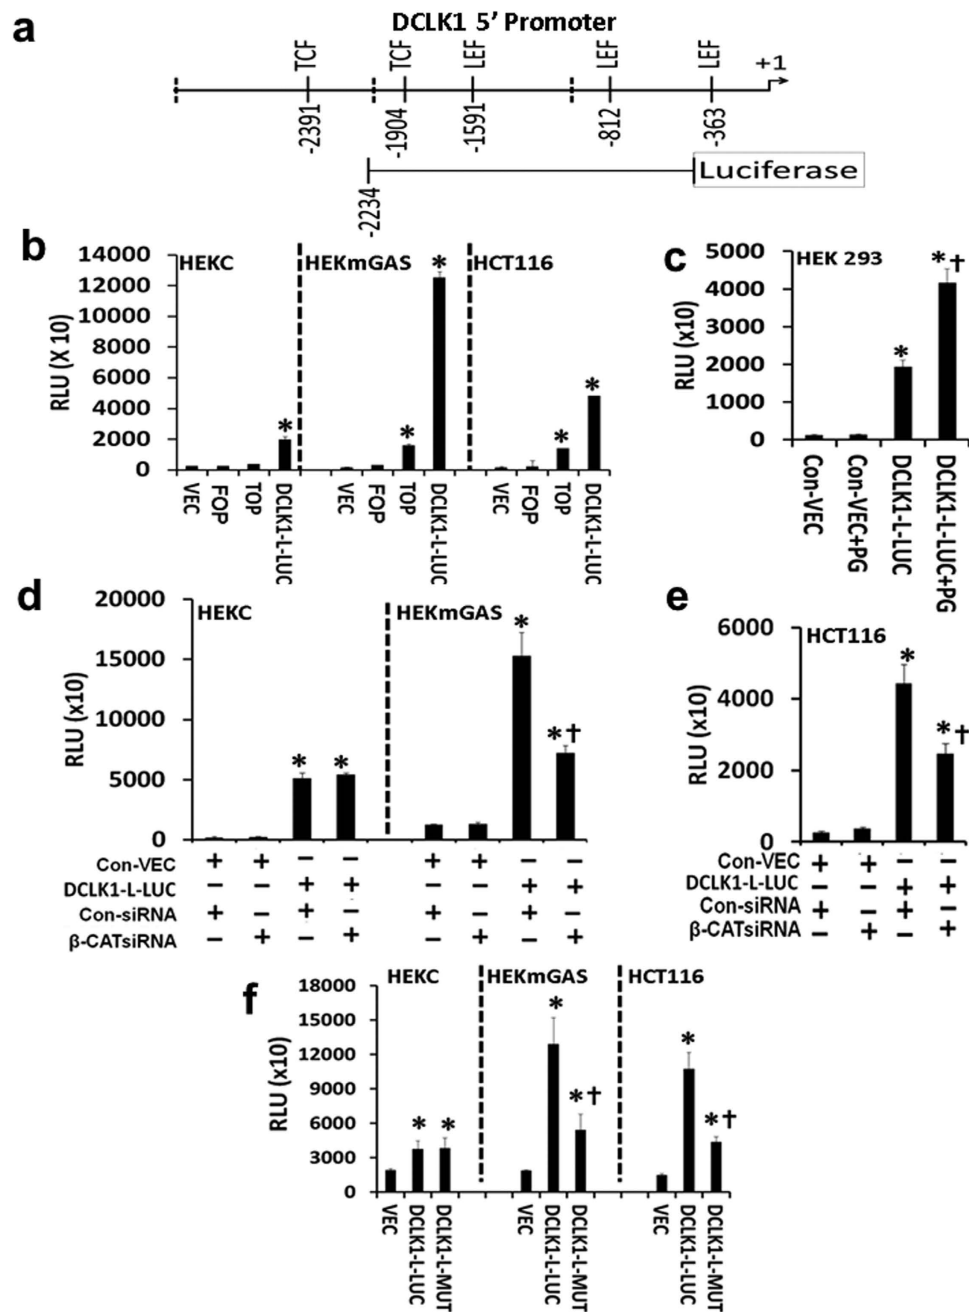 a
DCLK1 5’ Promoter
TCF
TCF
LEF
LEF
LEF
+1
-2391
-1904
-1591
-812
-363
Luciferase
-2234
b
14000
12000
10000
8000
6000
4000
2000
0
RLU (X 10)
HEKC
HEKmGAS
HCT116
*
*
*
*
*
VEC
FOP
TOP
DCLK1-L-LUC
VEC
FOP
TOP
DCLK1-L-LUC
VEC
FOP
TOP
DCLK1-L-LUC
c
5000
4000
3000
2000
1000
0
RLU (x10)
HEK 293
*
*†
Con-VEC
Con-VEC+PG
DCLK1-L-LUC
DCLK1-L-LUC+PG
d
20000
15000
10000
5000
0
RLU (x10)
HEKC
HEKmGAS
*
*
*
*†
Con-VEC + + − − + + − −
DCLK1-L-LUC − − + + − − + +
Con-siRNA + − + − + − + −
β-CATsiRNA − + − + − + − +
e
6000
4000
2000
0
RLU (x10)
HCT116
*
*†
Con-VEC + + − −
DCLK1-L-LUC − − + +
Con-siRNA + − + −
β-CATsiRNA − + − +
f
18000
15000
12000
9000
6000
3000
0
RLU (x10)
HEKC
HEKmGAS
HCT116
*
*
*
*†
*
*†
VEC
DCLK1-L-LUC
DCLK1-L-MUT
VEC
DCLK1-L-LUC
DCLK1-L-MUT
VEC
DCLK1-L-LUC
DCLK1-L-MUT